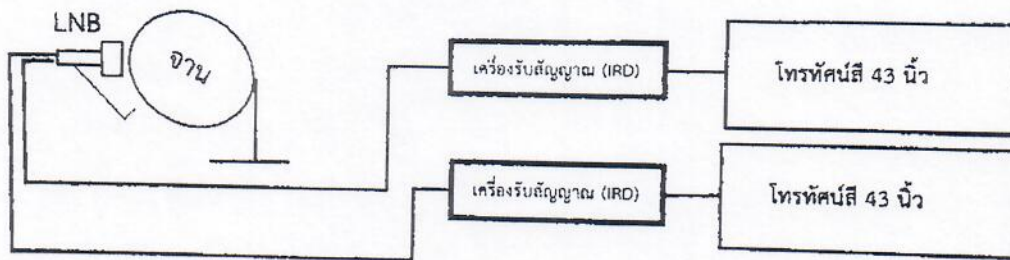 LNB
จาน
เครื่องรับสัญญาณ (IRD)
โทรทัศน์สี 43 นิ้ว
เครื่องรับสัญญาณ (IRD)
โทรทัศน์สี 43 นิ้ว